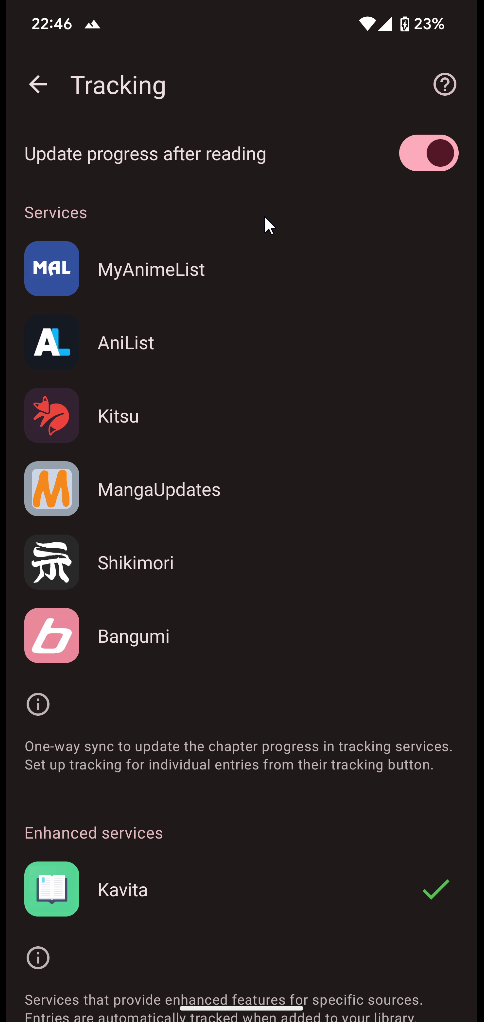 22:46
23%
Tracking
Update progress after reading
Services
MAL
MyAnimeList
AL
AniList
Kitsu
M
MangaUpdates
示
Shikimori
b
Bangumi
One-way sync to update the chapter progress in tracking services.
Set up tracking for individual entries from their tracking button.
Enhanced services
Kavita
Services that provide enhanced features for specific sources.
Entries are automatically tracked when added to your library.